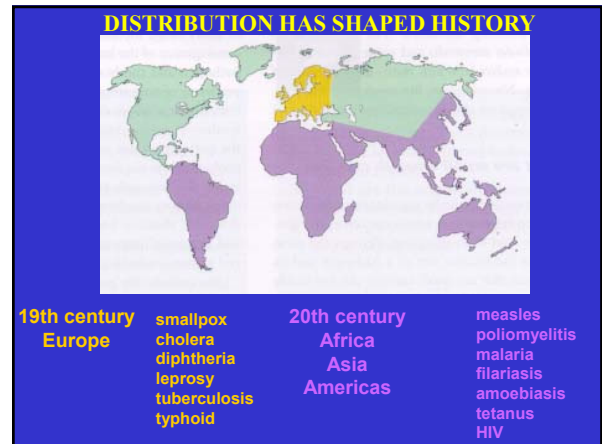 DISTRIBUTION HAS SHAPED HISTORY
19th century
Europe
smallpox
cholera
diphtheria
leprosy
tuberculosis
typhoid
20th century
Africa
Asia
Americas
measles
poliomyelitis
malaria
filariasis
amoebiasis
tetanus
HIV